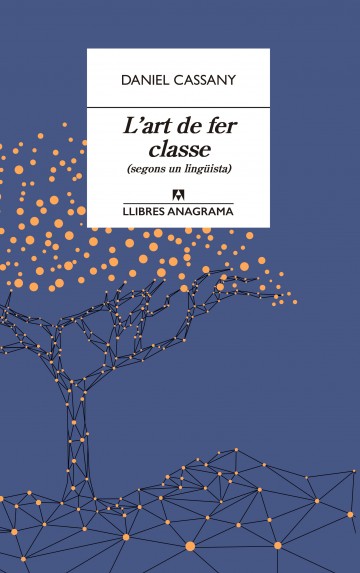 DANIEL CASSANY
L'art de fer
classe
(segons un lingüista)
LLIBRES ANAGRAMA